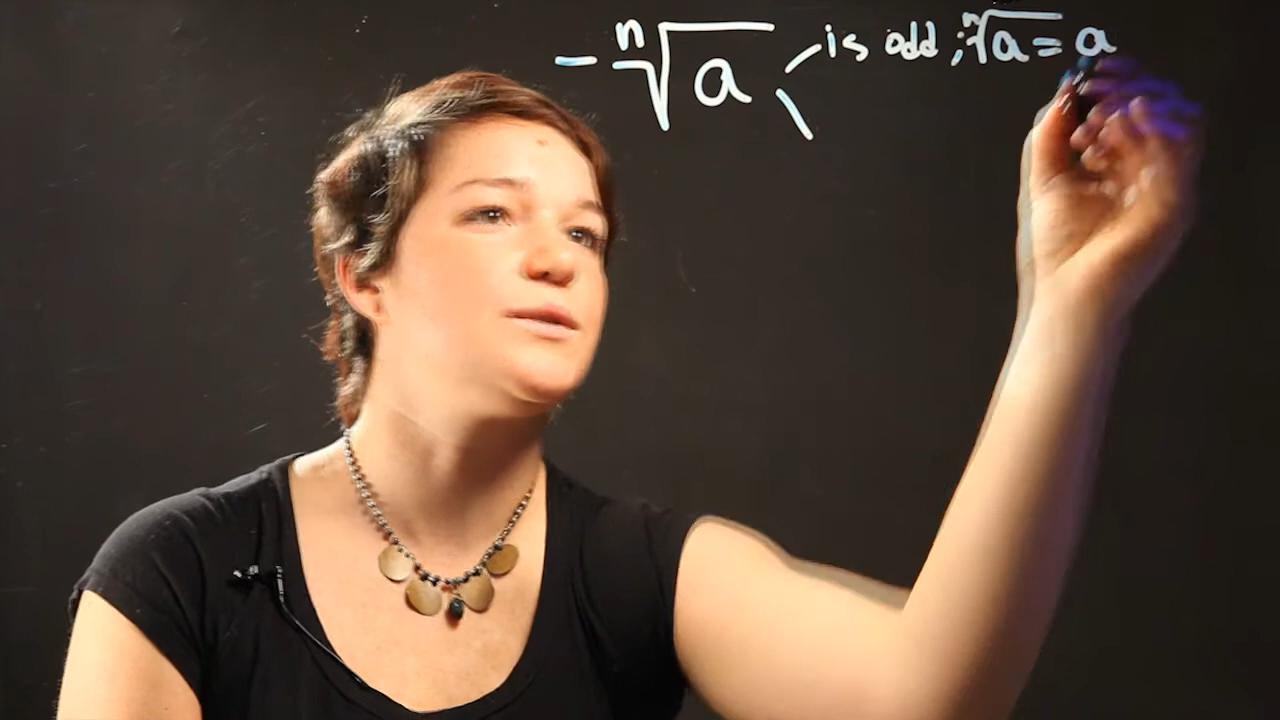 -ⁿ√a is odd; ⁿ√a = a